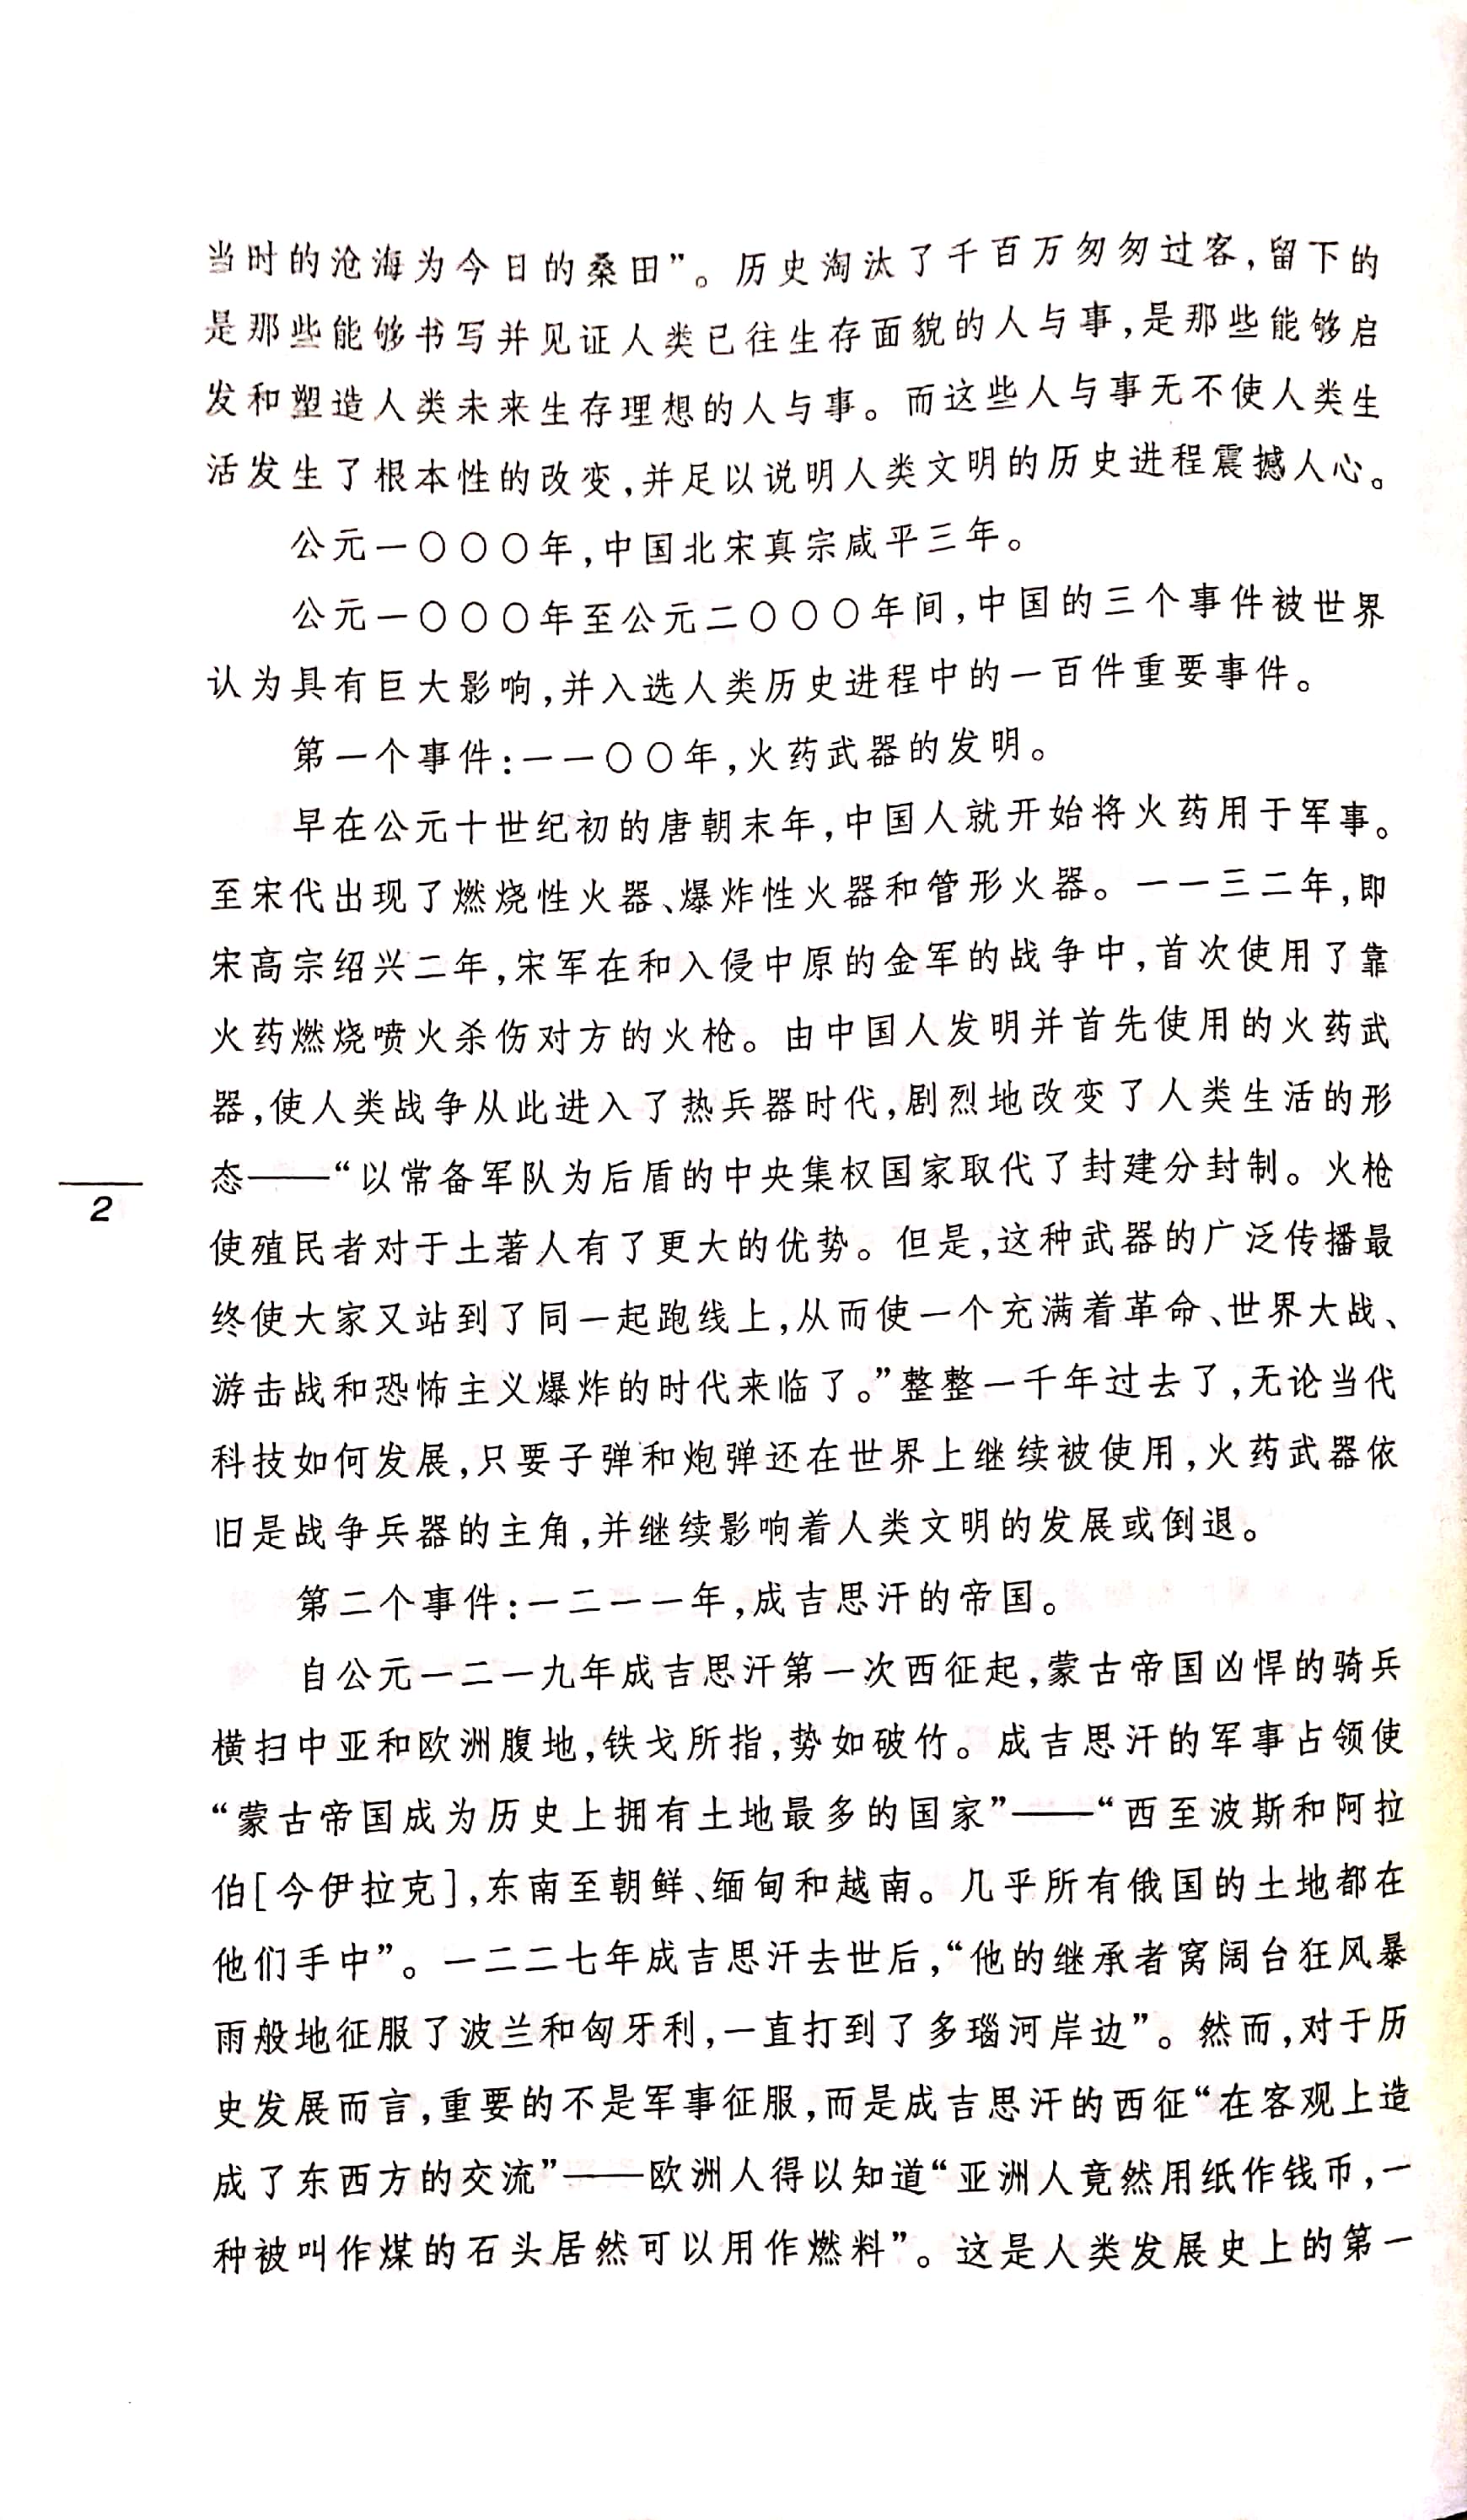 当时的沧海为今日的桑田”。历史淘汰了千百万匆匆过客,留下的
是那些能够书写并见证人类已往生存面貌的人与事,是那些能够启
发和塑造人类未来生存理想的人与事。而这些人与事无不使人类生
活发生了根本性的改变,并足以说明人类文明的历史进程震撼人心。
公元一〇〇〇年,中国北宋真宗咸平三年。
公元一〇〇〇年至公元二〇〇〇年间,中国的三个事件被世界
认为具有巨大影响,并入选人类历史进程中的一百件重要事件。
第一个事件:一一〇〇年,火药武器的发明。
早在公元十世纪初的唐朝末年,中国人就开始将火药用于军事。
至宋代出现了燃烧性火器、爆炸性火器和管形火器。一一三二年,即
宋高宗绍兴二年,宋军在和入侵中原的金军的战争中,首次使用了靠
火药燃烧喷火杀伤对方的火枪。由中国人发明并首先使用的火药武
器,使人类战争从此进入了热兵器时代,剧烈地改变了人类生活的形
态——“以常备军队为后盾的中央集权国家取代了封建分封制。火枪
使殖民者对于土著人有了更大的优势。但是,这种武器的广泛传播最
终使大家又站到了同一起跑线上,从而使一个充满着革命、世界大战、
游击战和恐怖主义爆炸的时代来临了。”整整一千年过去了,无论当代
科技如何发展,只要子弹和炮弹还在世界上继续被使用,火药武器依
旧是战争兵器的主角,并继续影响着人类文明的发展或倒退。
第二个事件:一二一一年,成吉思汗的帝国。
自公元一二一九年成吉思汗第一次西征起,蒙古帝国凶悍的骑兵
横扫中亚和欧洲腹地,铁戈所指,势如破竹。成吉思汗的军事占领使
“蒙古帝国成为历史上拥有土地最多的国家”——“西至波斯和阿拉
伯[今伊拉克],东南至朝鲜、缅甸和越南。几乎所有俄国的土地都在
他们手中”。一二二七年成吉思汗去世后,“他的继承者窝阔台狂风暴
雨般地征服了波兰和匈牙利,一直打到了多瑙河岸边”。然而,对于历
史发展而言,重要的不是军事征服,而是成吉思汗的西征“在客观上造
成了东西方的交流”——欧洲人得以知道“亚洲人竟然用纸作钱币,一
种被叫作煤的石头居然可以用作燃料”。这是人类发展史上的第一
2